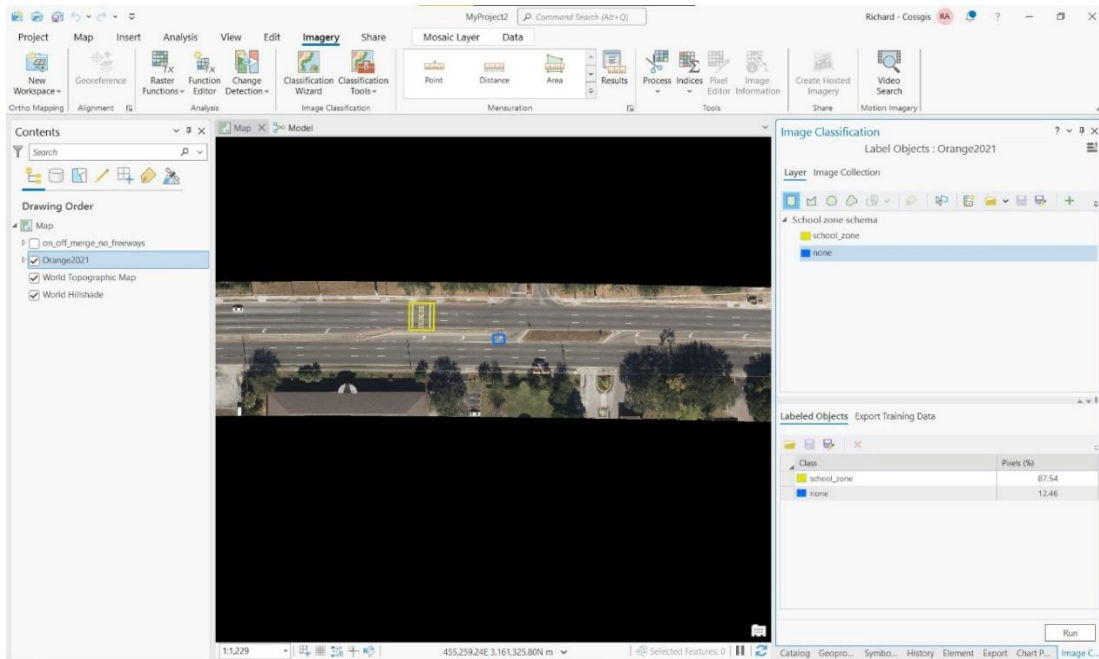 MyProject2
Command Search (Alt+Q)
Richard - Cossgis
RA
?
Project Map Insert Analysis View Edit Imagery Share Mosaic Layer Data
New Workspace
Georeference
Raster Functions
Function Editor
Change Detection
Classification Wizard
Classification Tools
Point
Distance
Area
Results
Process
Indices
Pixel Editor
Image Information
Create Hosted Imagery
Video Search
Ortho Mapping
Alignment
Analysis
Image Classification
Mensuration
Tools
Share
Motion Imagery
Contents
Search
Drawing Order
Map
on_off_merge_no_freeways
Orange2021
World Topographic Map
World Hillshade
Map
Model
1:1,229
455,259.24E 3,161,325.80N m
Selected Features: 0
Image Classification
Label Objects : Orange2021
Layer Image Collection
School zone schema
school_zone
none
Labeled Objects Export Training Data
Class Pixels (%)
school_zone 87.54
none 12.46
Run
Catalog Geopro... Symbo... History Element Export Chart P... Image C...